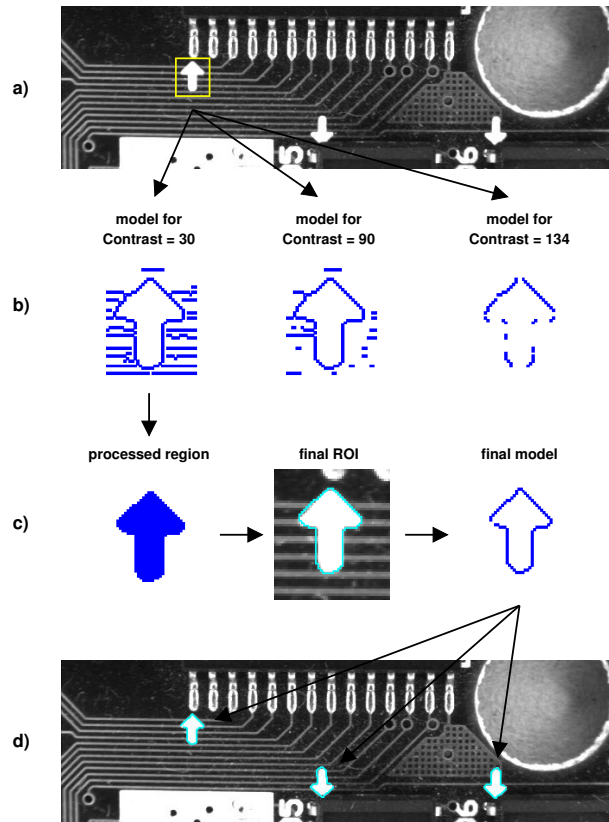 a)
model for
Contrast = 30
model for
Contrast = 90
model for
Contrast = 134
b)
processed region
final ROI
final model
c)
d)